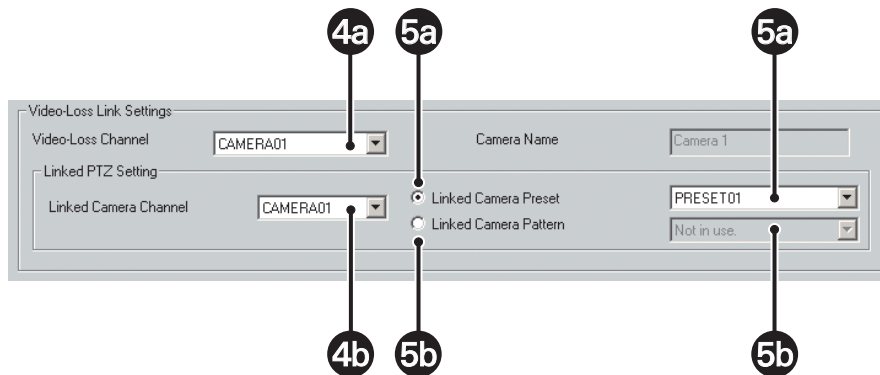 4a 5a 5a
Video-Loss Link Settings
Video-Loss Channel CAMERA01 Camera Name Camera 1
Linked PTZ Setting
Linked Camera Channel CAMERA01 Linked Camera Preset PRESET01
Linked Camera Pattern Not in use.
4b 5b 5b